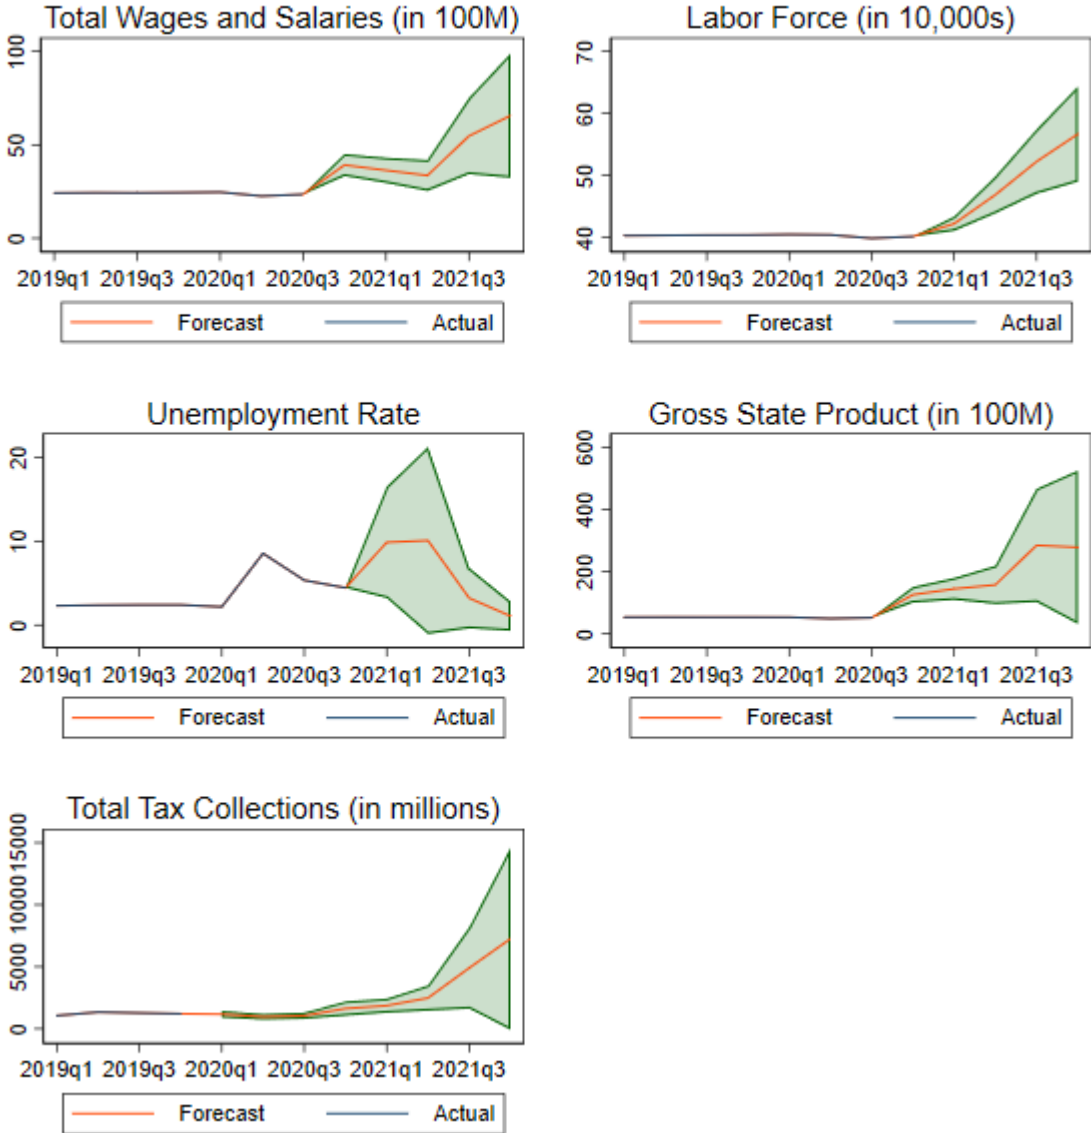 Total Wages and Salaries (in 100M)
100
50
0
2019q1 2019q3 2020q1 2020q3 2021q1 2021q3
Forecast Actual
Labor Force (in 10,000s)
70
60
50
40
2019q1 2019q3 2020q1 2020q3 2021q1 2021q3
Forecast Actual
Unemployment Rate
20
10
0
2019q1 2019q3 2020q1 2020q3 2021q1 2021q3
Forecast Actual
Gross State Product (in 100M)
600
400
200
0
2019q1 2019q3 2020q1 2020q3 2021q1 2021q3
Forecast Actual
Total Tax Collections (in millions)
15000
10000
5000
0
2019q1 2019q3 2020q1 2020q3 2021q1 2021q3
Forecast Actual